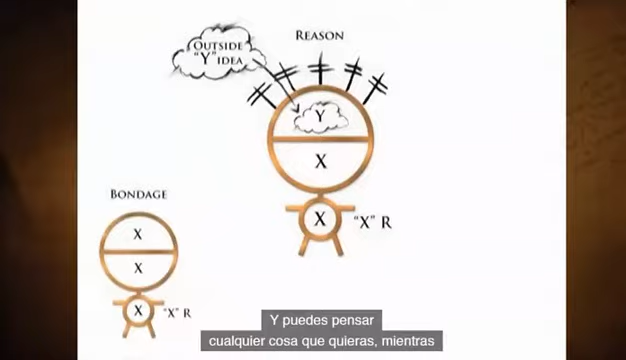 REASON
OUTSIDE
"Y" IDEA
Y
X
X "X" R
BONDAGE
X
X
X "X" R
Y puedes pensar
cualquier cosa que quieras, mientras